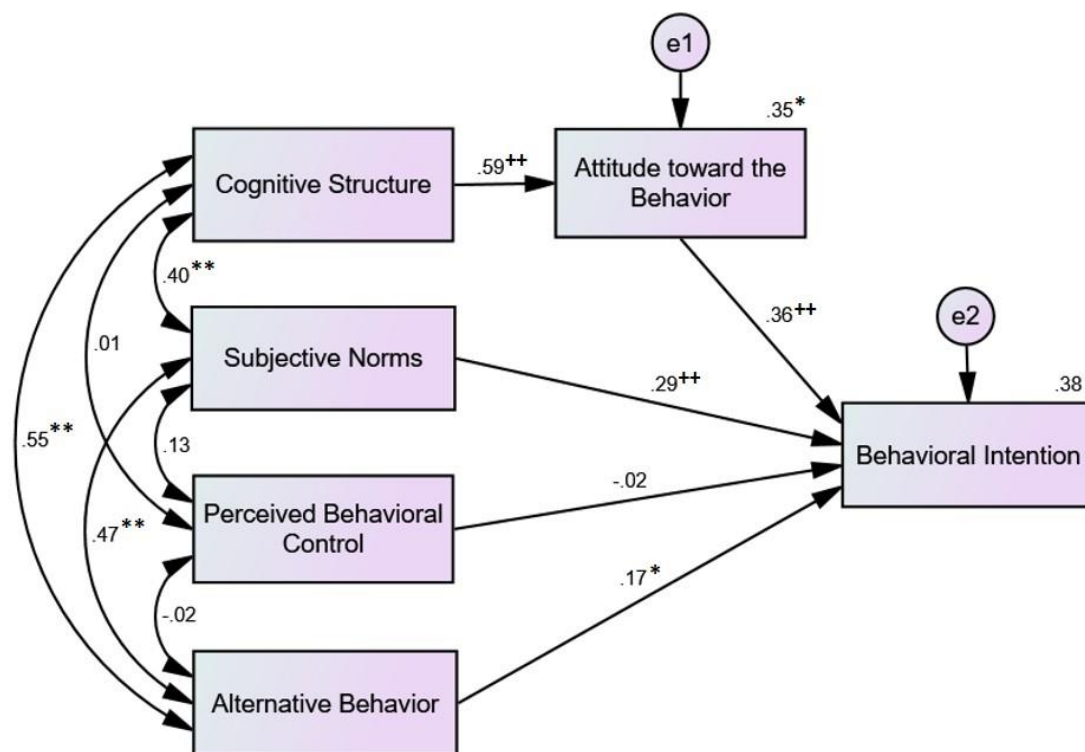 e1
.35*
Cognitive Structure
.59++
Attitude toward the
Behavior
.40**
.36++
e2
.01
Subjective Norms
.29++
.38
.55**
.13
Behavioral Intention
.47**
Perceived Behavioral
Control
-.02
-.02
.17*
Alternative Behavior